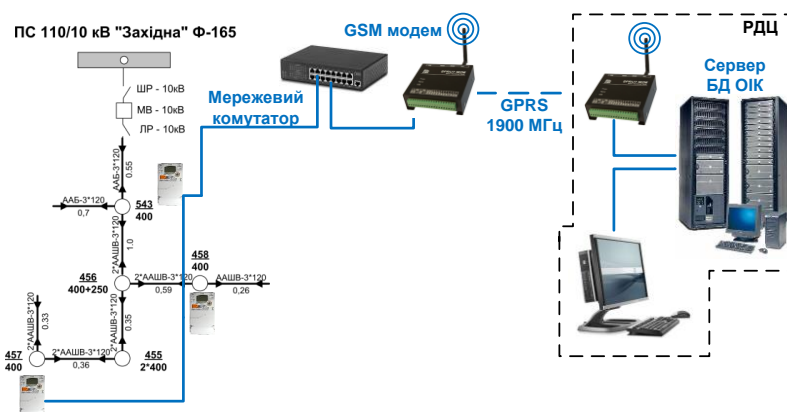 ПС 110/10 кВ "Західна" Ф-165
GSM модем
РДЦ
Сервер
БД ОІК
ШР - 10кВ
МВ - 10кВ
ЛР - 10кВ
Мережевий
комутатор
GPRS
1900 МГц
ААБ-3*120
0.55
ААБ-3*120
0,7
543
400
2*ААШВ-3*120
1.0
458
400
456
400+250
2*ААШВ-3*120
0,59
ААШВ-3*120
0,26
2*ААШВ-3*120
0.33
2*ААШВ-3*120
0.35
457
400
ААШВ-3*120
0,36
455
2*400